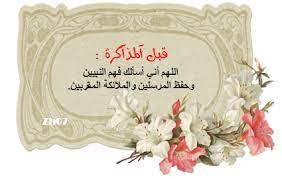 قبل المذاكرة :
اللهم أني أسألك فهم النبيين
وحفظ المرسلين والملائكة المقربين.